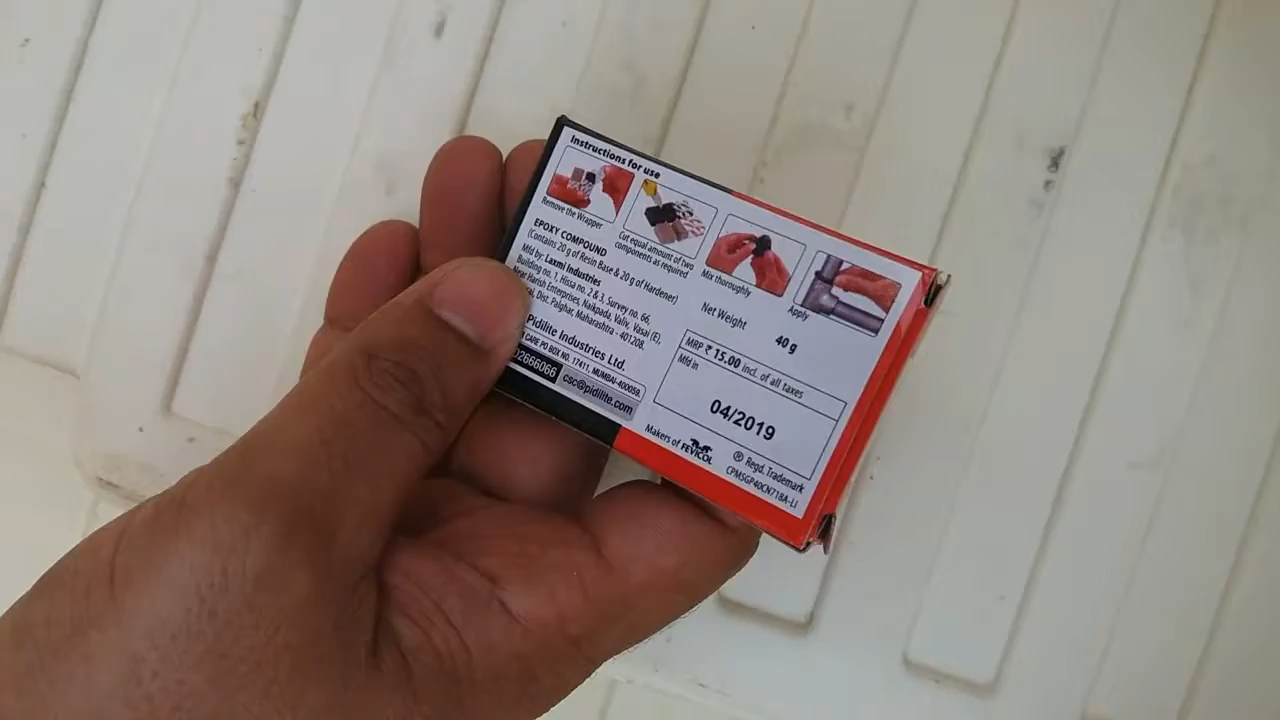 Instructions for use
Remove the Wrapper
Cut equal amount of two
components as required
Mix thoroughly
Apply
EPOXY COMPOUND
(Contains 20 g of Resin Base & 20 g of Hardener)
Mfd by: Laxmi Industries
Building no. 1, Hissa no. 2 & 3, Survey no. 66,
Near Harish Enterprises, Naikpada, Valiv, Vasai (E),
Dist. Palghar, Maharashtra - 401208.
Pidilite Industries Ltd.
CARE PO BOX NO. 17411, MUMBAI-400059.
02666066
csc@pidilite.com
Net Weight
40 g
MRP ₹ 15.00 incl. of all taxes
Mfd in
04/2019
Makers of FEVICOL
® Regd. Trademark
CPMSGP40CN718A-LI